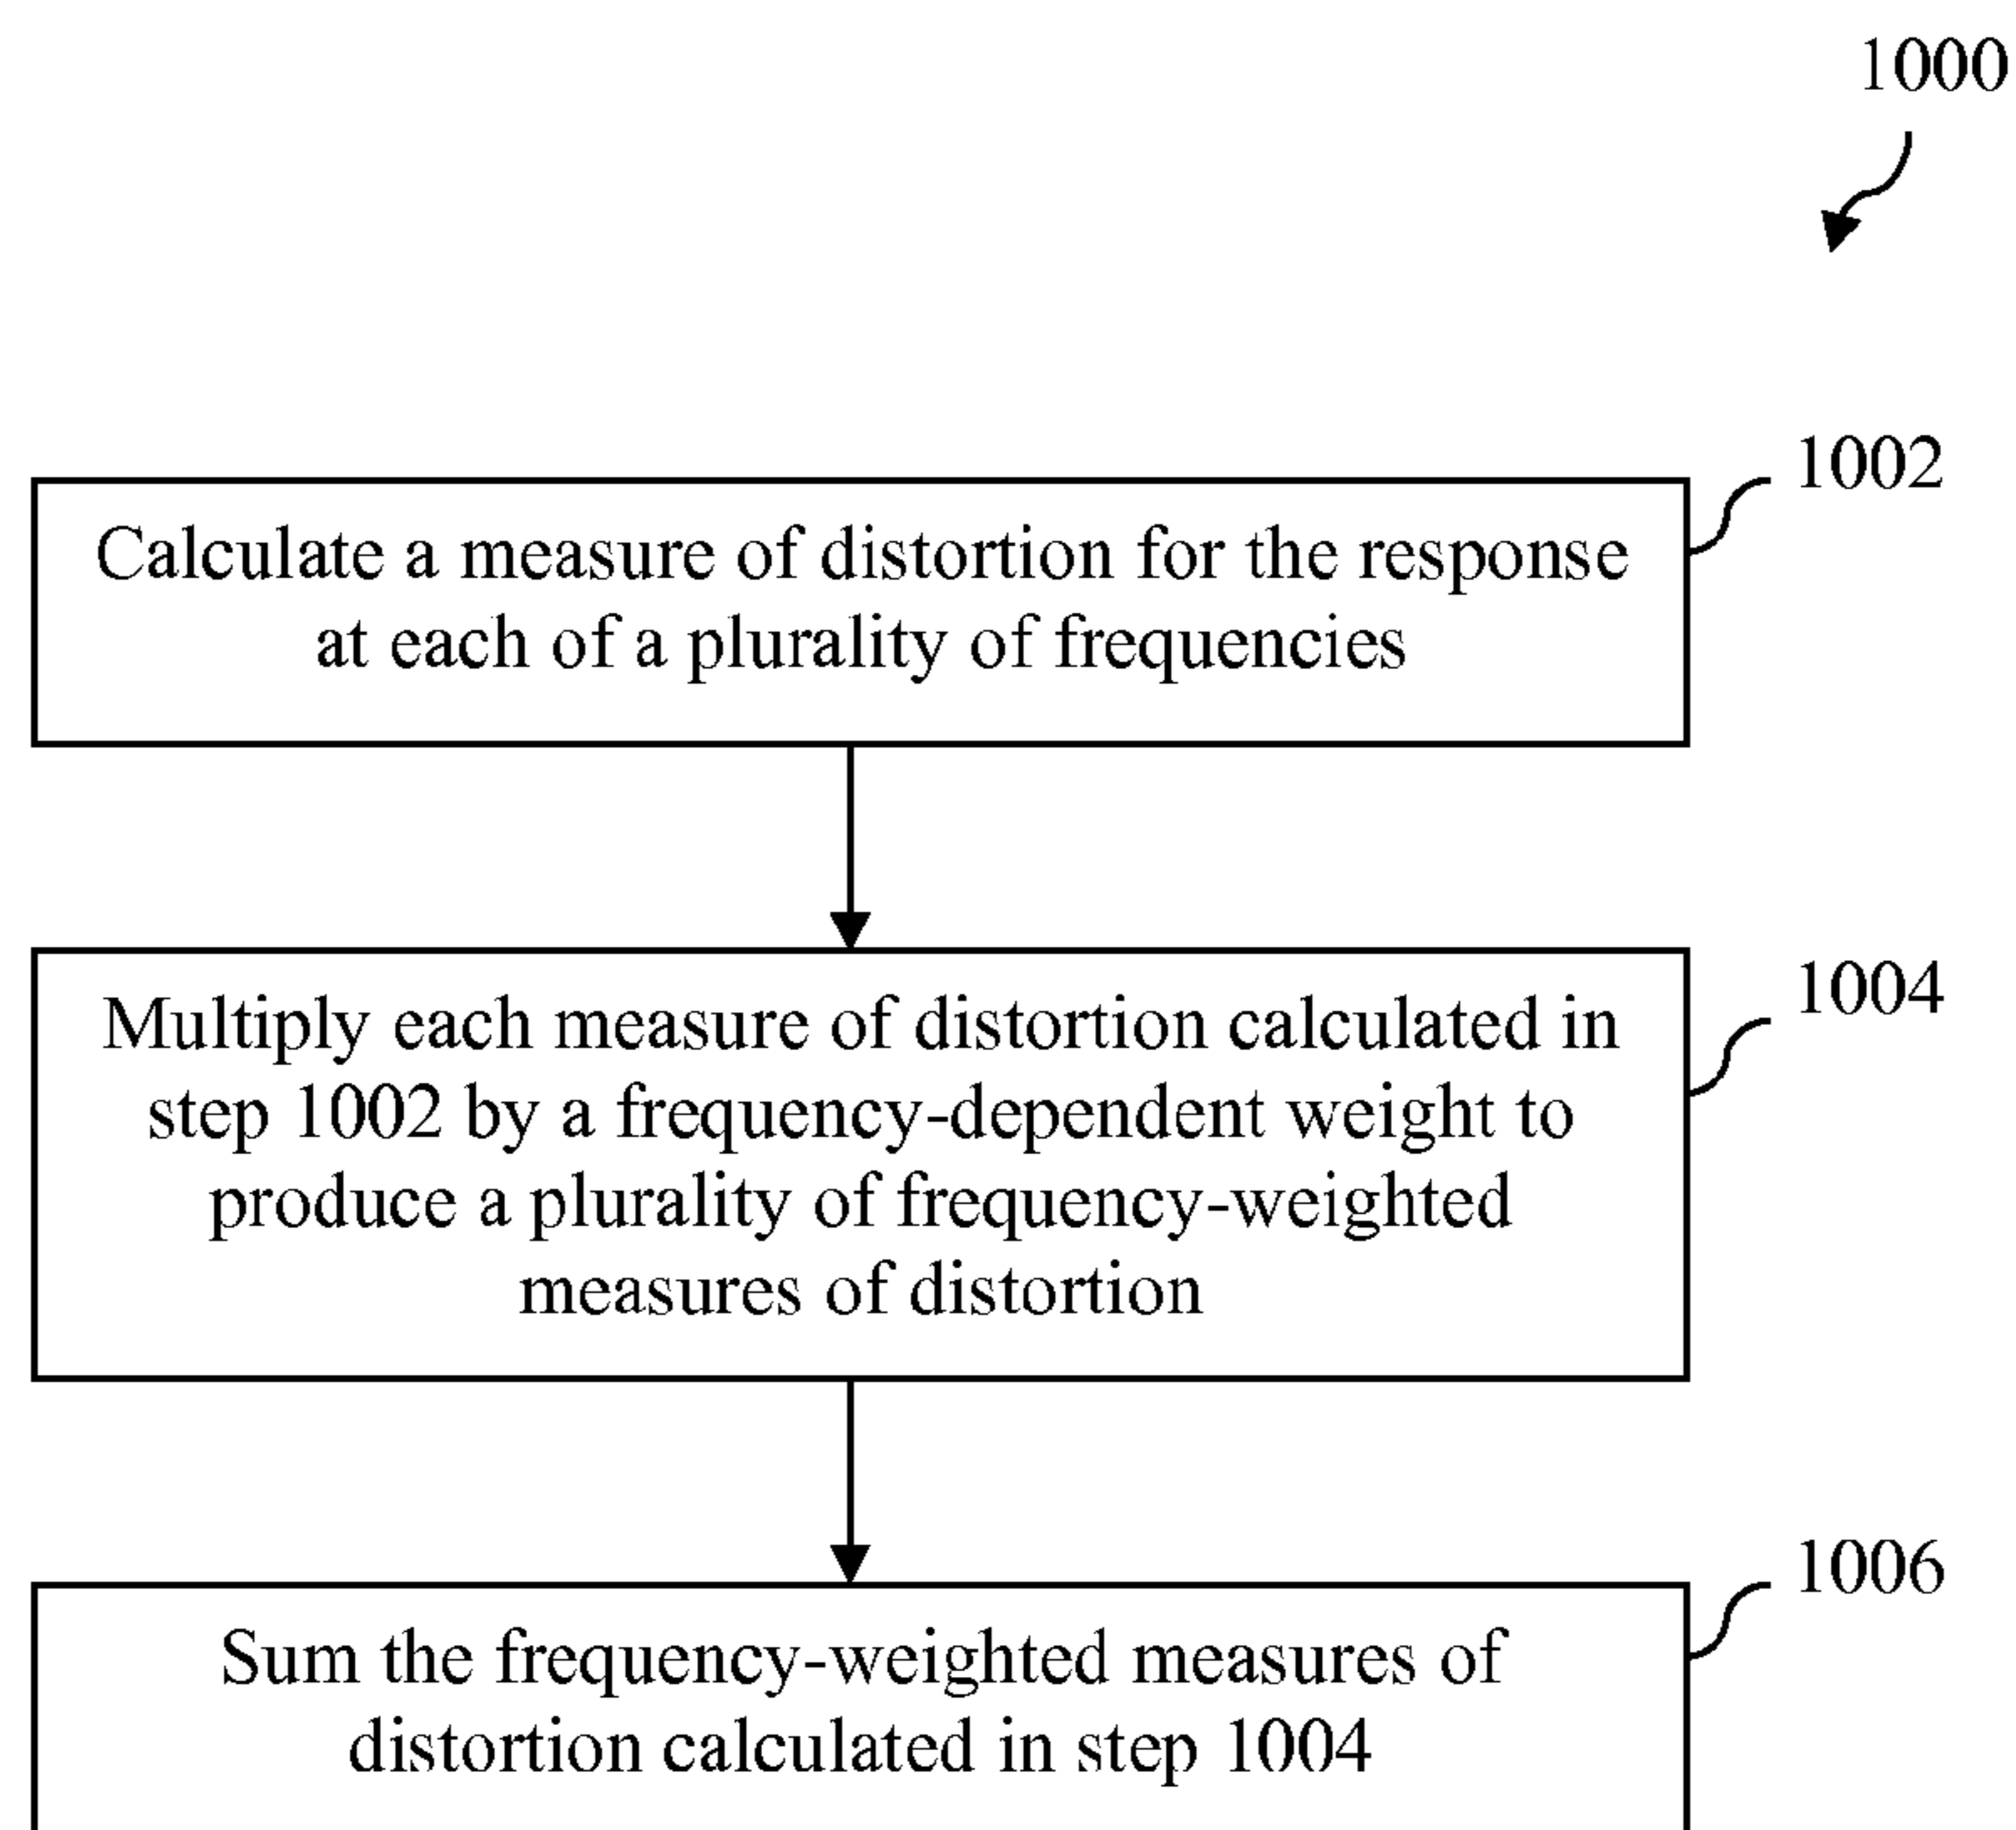 1000
1002
Calculate a measure of distortion for the response
at each of a plurality of frequencies
1004
Multiply each measure of distortion calculated in
step 1002 by a frequency-dependent weight to
produce a plurality of frequency-weighted
measures of distortion
1006
Sum the frequency-weighted measures of
distortion calculated in step 1004